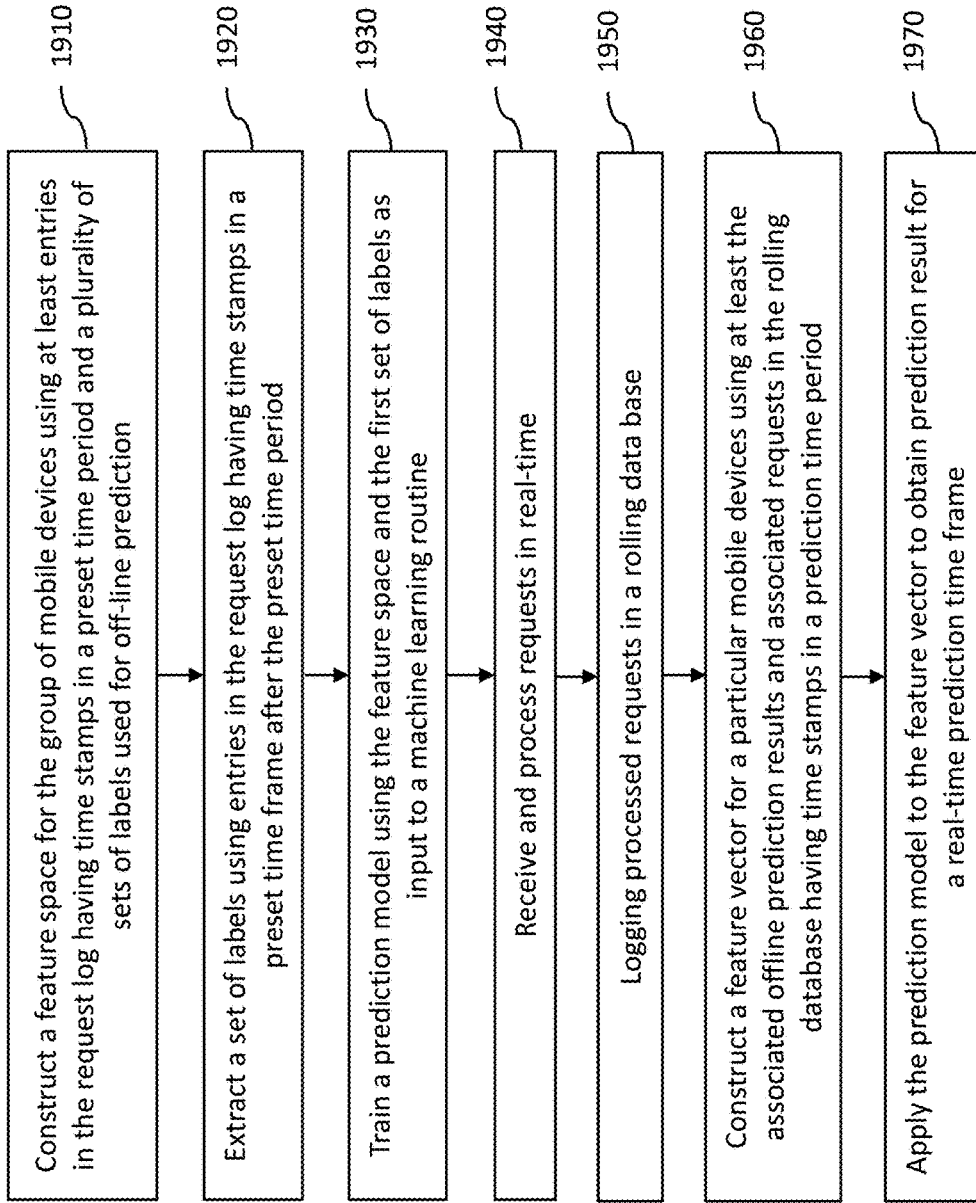 Construct a feature space for the group of mobile devices using at least entries
in the request log having time stamps in a preset time period and a plurality of
sets of labels used for off-line prediction
1910
Extract a set of labels using entries in the request log having time stamps in a
preset time frame after the preset time period
1920
Train a prediction model using the feature space and the first set of labels as
input to a machine learning routine
1930
Receive and process requests in real-time
1940
Logging processed requests in a rolling data base
1950
Construct a feature vector for a particular mobile devices using at least the
associated offline prediction results and associated requests in the rolling
database having time stamps in a prediction time period
1960
Apply the prediction model to the feature vector to obtain prediction result for
a real-time prediction time frame
1970